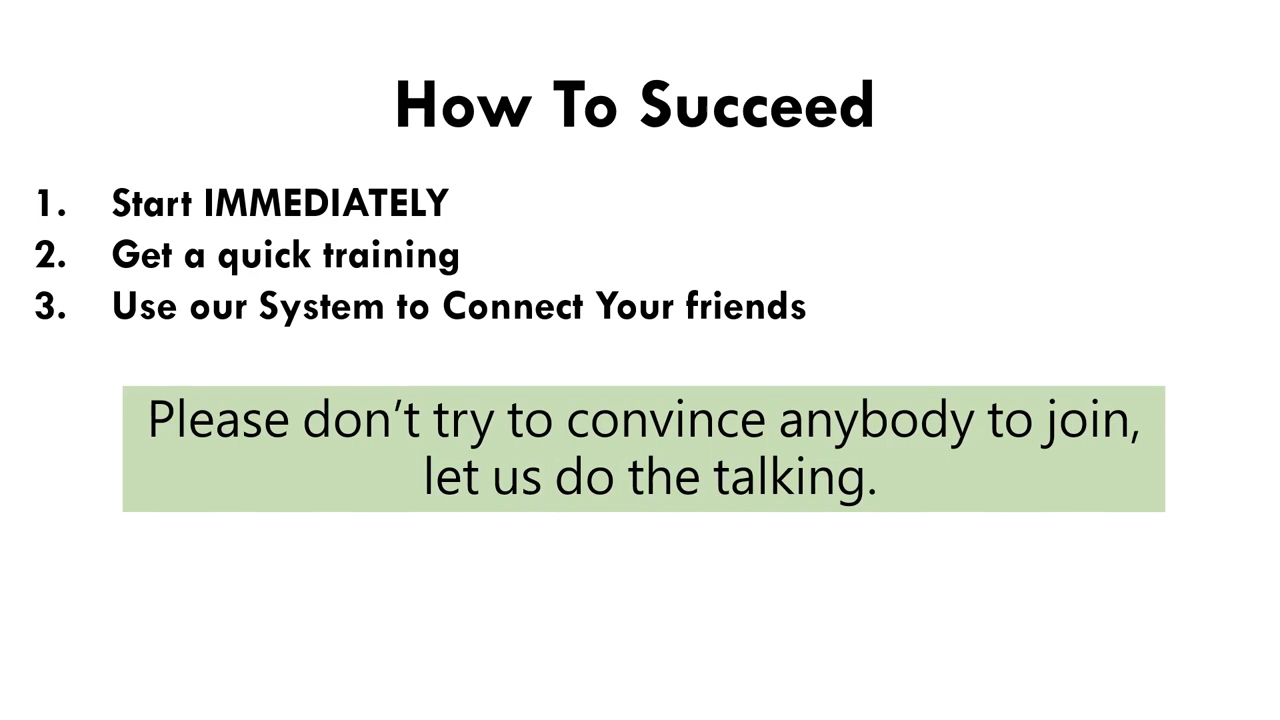 How To Succeed
1. Start IMMEDIATELY
2. Get a quick training
3. Use our System to Connect Your friends
Please don’t try to convince anybody to join,
let us do the talking.